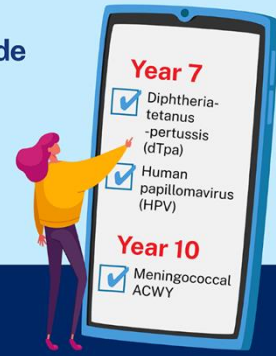 de
Year 7
Diphtheria-
tetanus
-pertussis
(dTpa)
Human
papillomavirus
(HPV)
Year 10
Meningococcal
ACWY